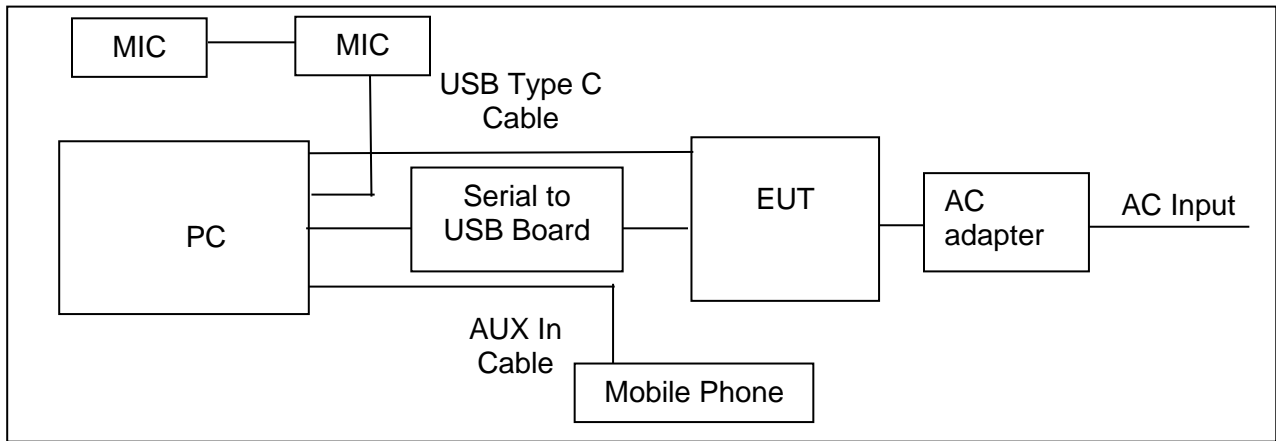 MIC
MIC
USB Type C
Cable
PC
Serial to
USB Board
EUT
AC
adapter
AC Input
AUX In
Cable
Mobile Phone